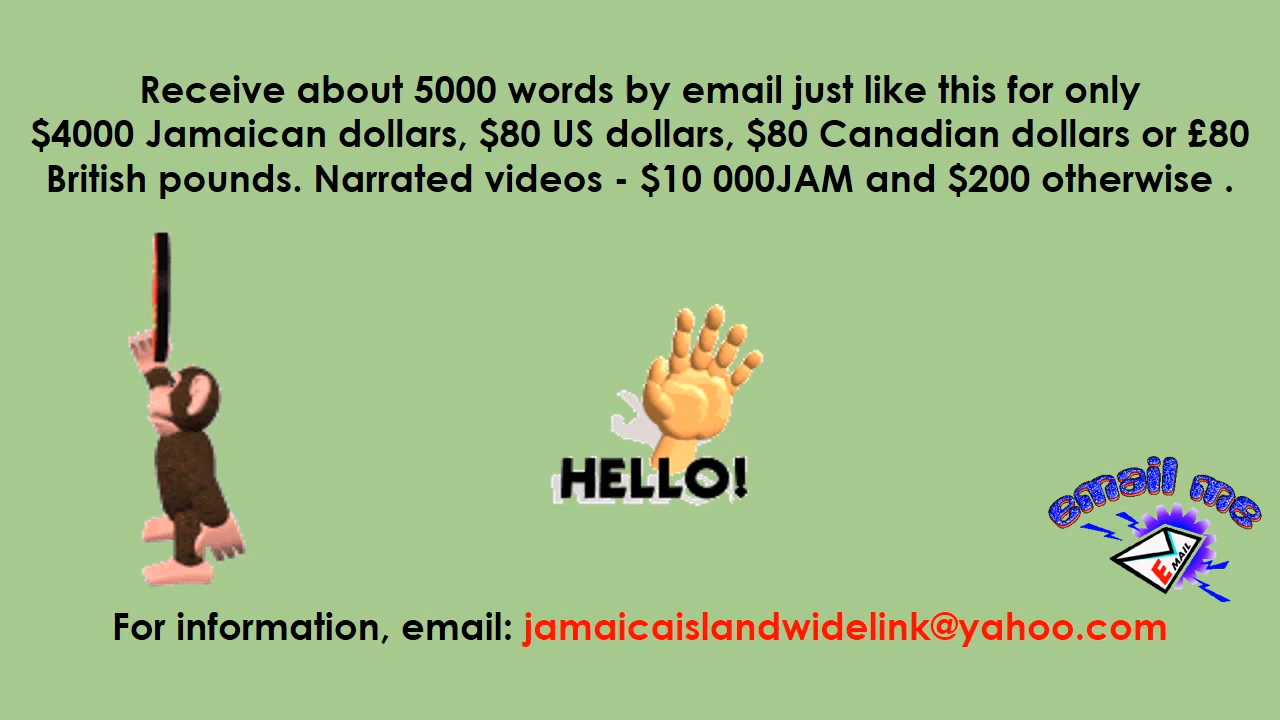 Receive about 5000 words by email just like this for only
$4000 Jamaican dollars, $80 US dollars, $80 Canadian dollars or £80
British pounds. Narrated videos - $10 000JAM and $200 otherwise .
HELLO!
email me
EMAIL
For information, email: jamaicaislandwidelink@yahoo.com